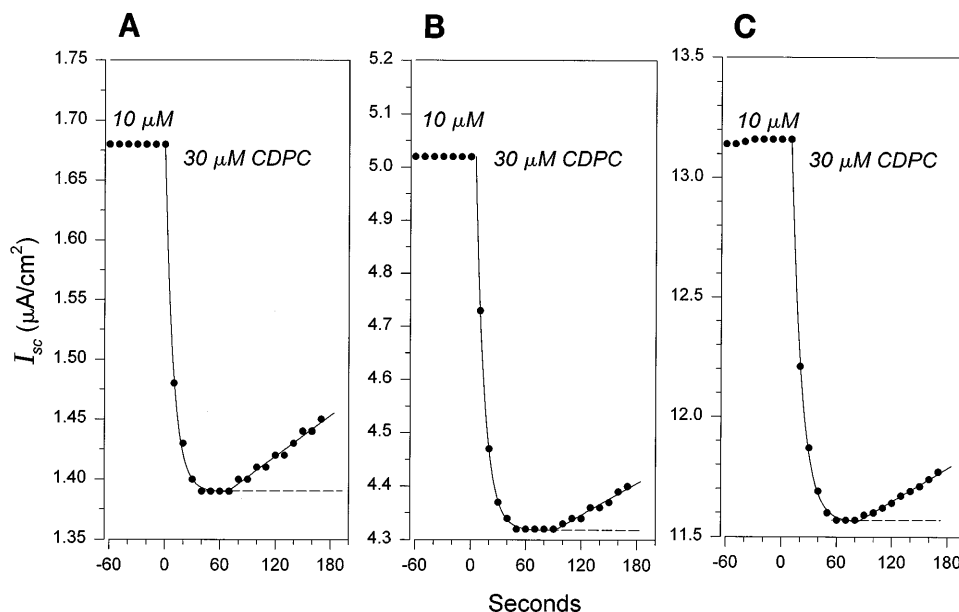 A
B
C
1.75
1.70
1.65
1.60
1.55
1.50
1.45
1.40
1.35
5.2
5.1
5.0
4.9
4.8
4.7
4.6
4.5
4.4
4.3
13.5
13.0
12.5
12.0
11.5
10 μM
30 μM CDPC
10 μM
30 μM CDPC
10 μM
30 μM CDPC
Isc (μA/cm²)
-60 0 60 120 180
-60 0 60 120 180
-60 0 60 120 180
Seconds